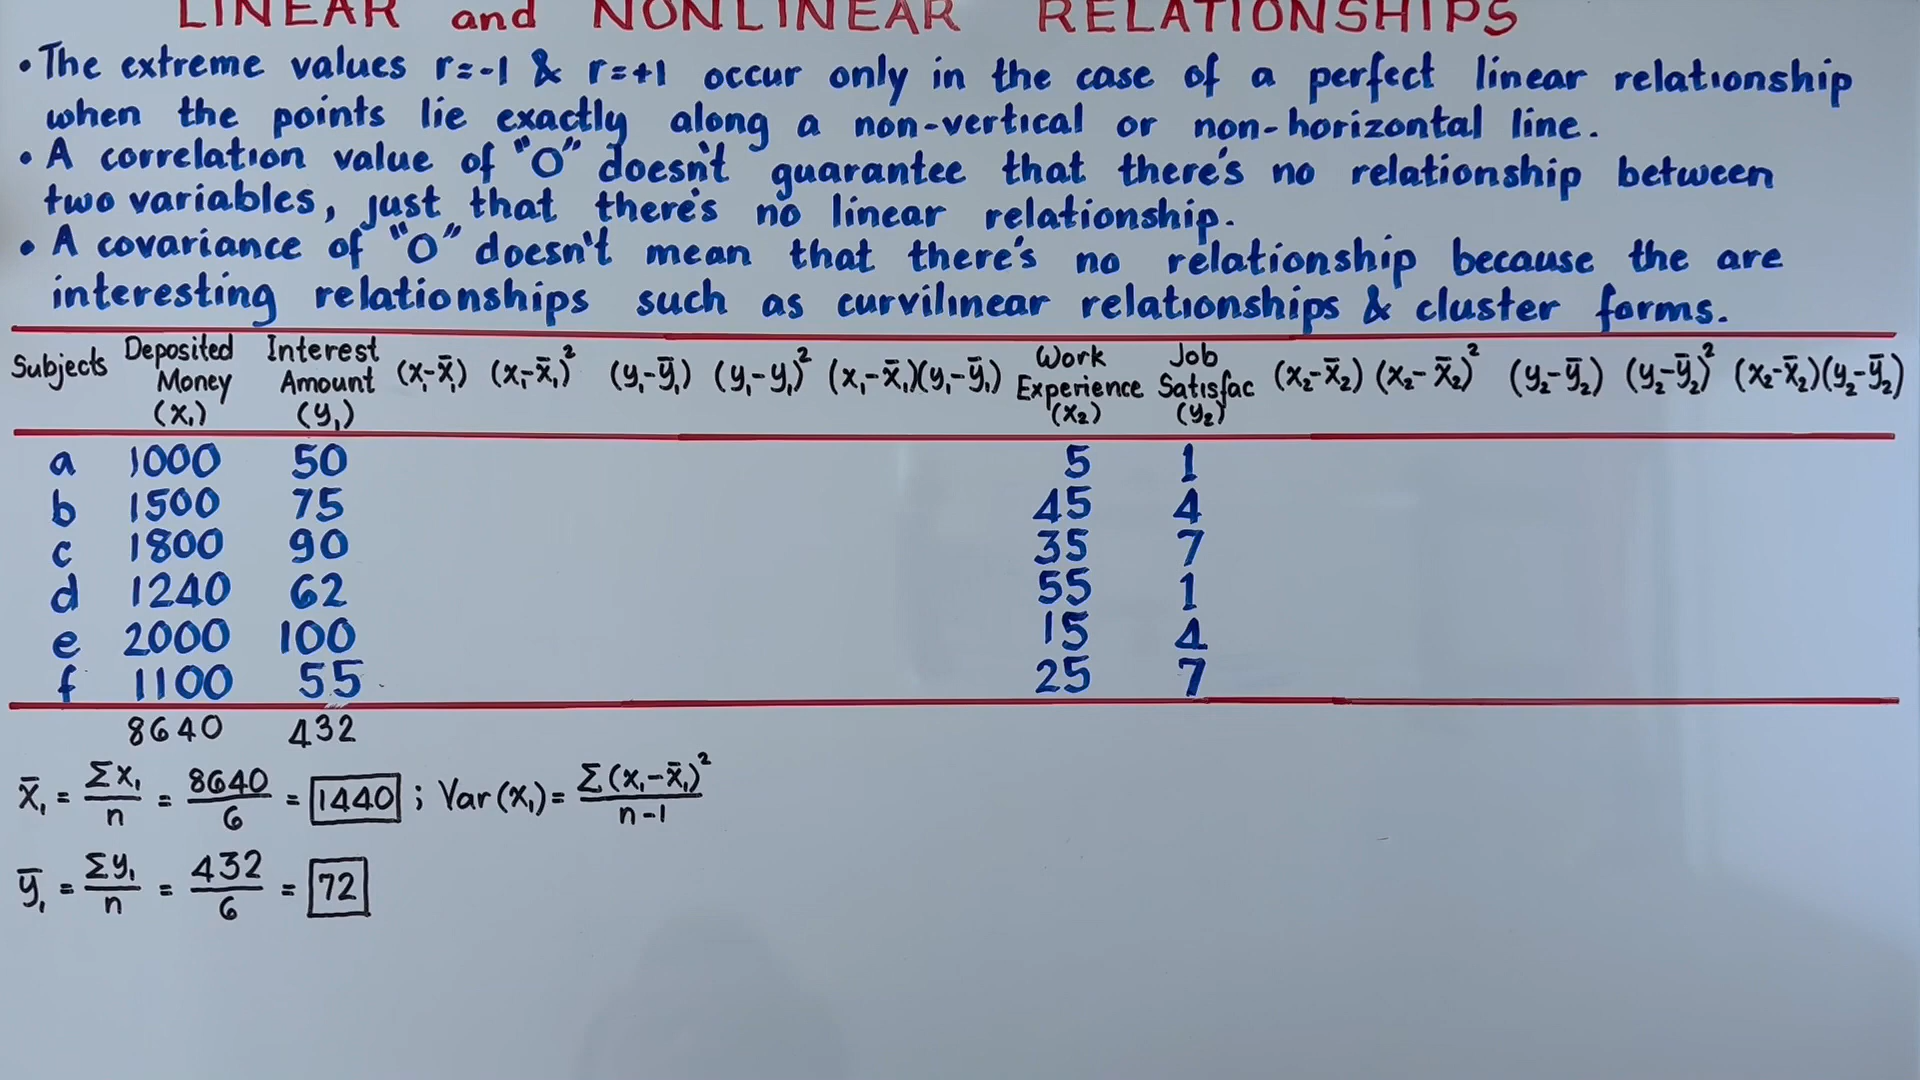 LINEAR and NONLINEAR RELATIONSHIPS
• The extreme values r=-1 & r=+1 occur only in the case of a perfect linear relationship
when the points lie exactly along a non-vertical or non-horizontal line.
• A correlation value of "0" doesn't guarantee that there's no relationship between
two variables, just that there's no linear relationship.
• A covariance of "0" doesn't mean that there's no relationship because the are
interesting relationships such as curvilinear relationships & cluster forms.
Subjects Deposited Money (x₁) Interest Amount (y₁) (x₁-x̄₁) (x₁-x̄₁)² (y₁-ȳ₁) (y₁-y₁)² (x₁-x̄₁)(y₁-ȳ₁) Work Experience (x₂) Job Satisfac (y₂) (x₂-x̄₂) (x₂-x̄₂)² (y₂-ȳ₂) (y₂-ȳ₂)² (x₂-x̄₂)(y₂-ȳ₂)
a 1000 50 5 1
b 1500 75 45 4
c 1800 90 35 7
d 1240 62 55 1
e 2000 100 15 4
f 1100 55 25 7
8640 432
x̄₁ = Σx₁/n = 8640/6 = 1440 ; Var(x₁) = Σ(x₁-x̄₁)²/n-1
ȳ₁ = Σy₁/n = 432/6 = 72